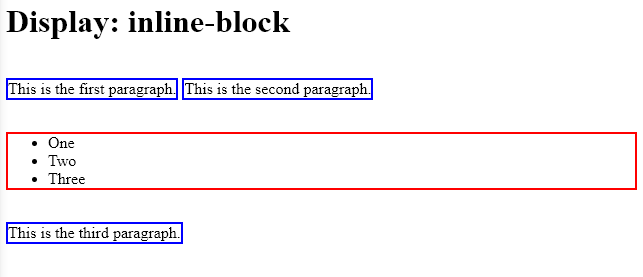 Display: inline-block
This is the first paragraph. This is the second paragraph.
• One
• Two
• Three
This is the third paragraph.